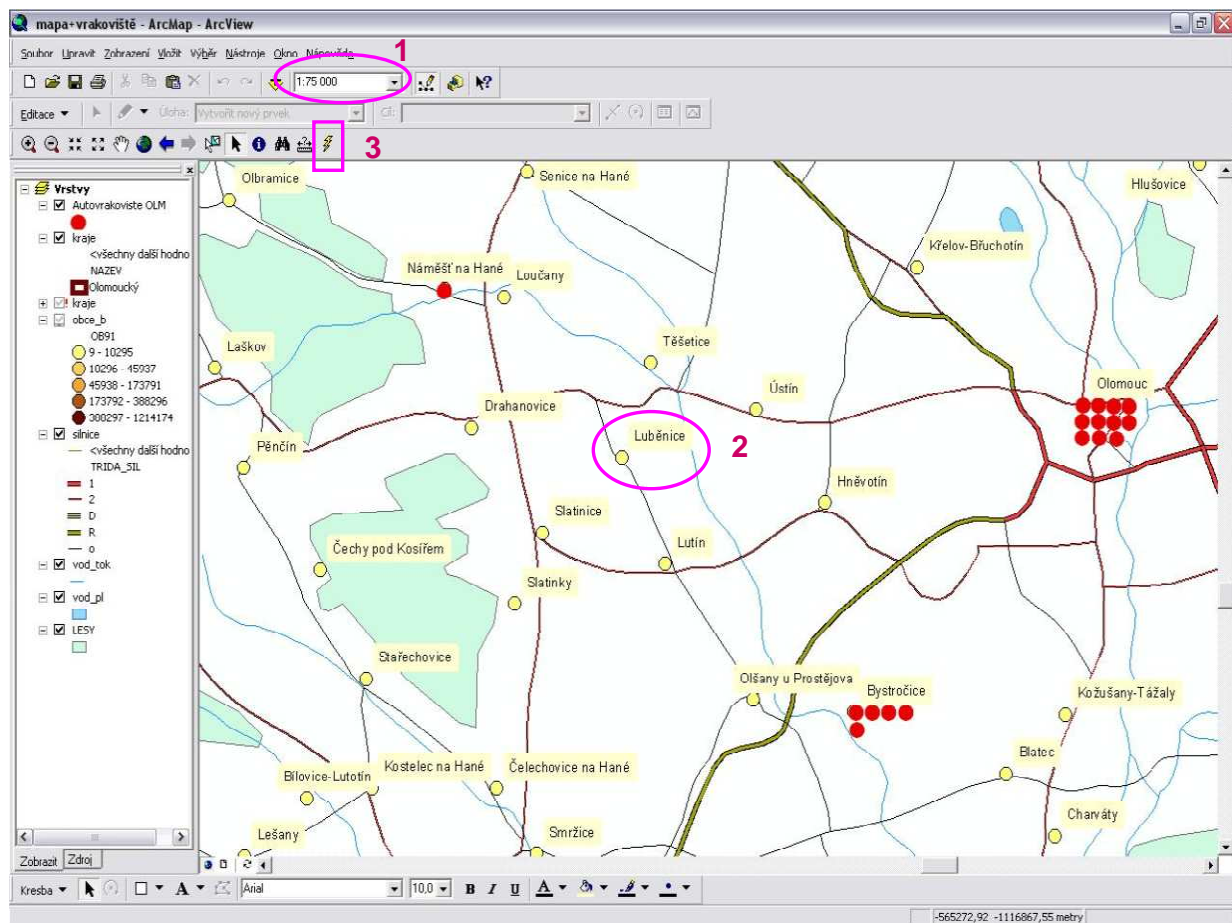 mapa+vrakoviště - ArcMap - ArcView
Soubor Upravit Zobrazení Vložit Výběr Nástroje Okno Nápověda
1
1:75 000
Editace
Úloha: Vytvořit nový prvek
Cíl:
3
Vrstvy
Autovrakoviste OLM
kraje
<všechny další hodno
NAZEV
Olomoucký
kraje
obce_b
OB91
9 - 10295
10296 - 45937
45938 - 173791
173792 - 388296
388297 - 1214174
silnice
<všechny další hodno
TRIDA_SIL
1
2
D
R
o
vod_tok
vod_pl
LESY
Zobrazit
Zdroj
Olbramice
Senice na Hané
Hlušovice
Křelov-Břuchotín
Náměšť na Hané
Loučany
Laškov
Těšetice
Ústín
Olomouc
Drahanovice
Luběnice
2
Pěnčín
Hněvotín
Slatinice
Čechy pod Kosířem
Lutín
Slatinky
Stařechovice
Olšany u Prostějova
Bystročice
Kožušany-Tážaly
Blatec
Bílovice-Lutotín
Kostelec na Hané
Čelechovice na Hané
Charváty
Lešany
Smržice
Kresba
A
Arial
10,0
B I U A
-565272,92 -1116867,55 metry